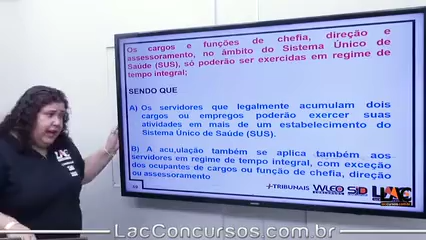 Os cargos e funções de chefia, direção e
assessoramento, no âmbito do Sistema Único de
Saúde (SUS), só poderão ser exercidas em regime de
tempo integral;
SENDO QUE
A) Os servidores que legalmente acumulam dois
cargos ou empregos poderão exercer suas
atividades em mais de um estabelecimento do
Sistema Único de Saúde (SUS).
B) A acu,ulação também se aplica também aos
servidores em regime de tempo integral, com exceção
dos ocupantes de cargos ou função de chefia, direção
ou assessoramento
+TRIBUNAIS
LAC
LacConcursos.com.br